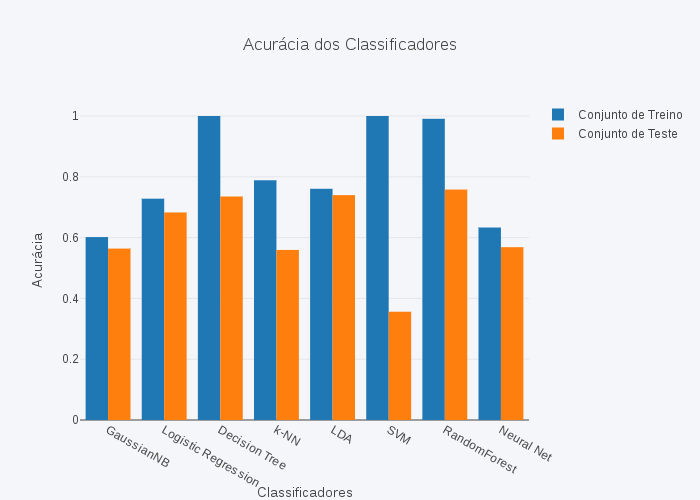 Acurácia dos Classificadores
Conjunto de Treino
Conjunto de Teste
Acurácia
1
0.8
0.6
0.4
0.2
0
GaussianNB
Logistic Regression
Decision Tree
k-NN
LDA
SVM
RandomForest
Neural Net
Classificadores